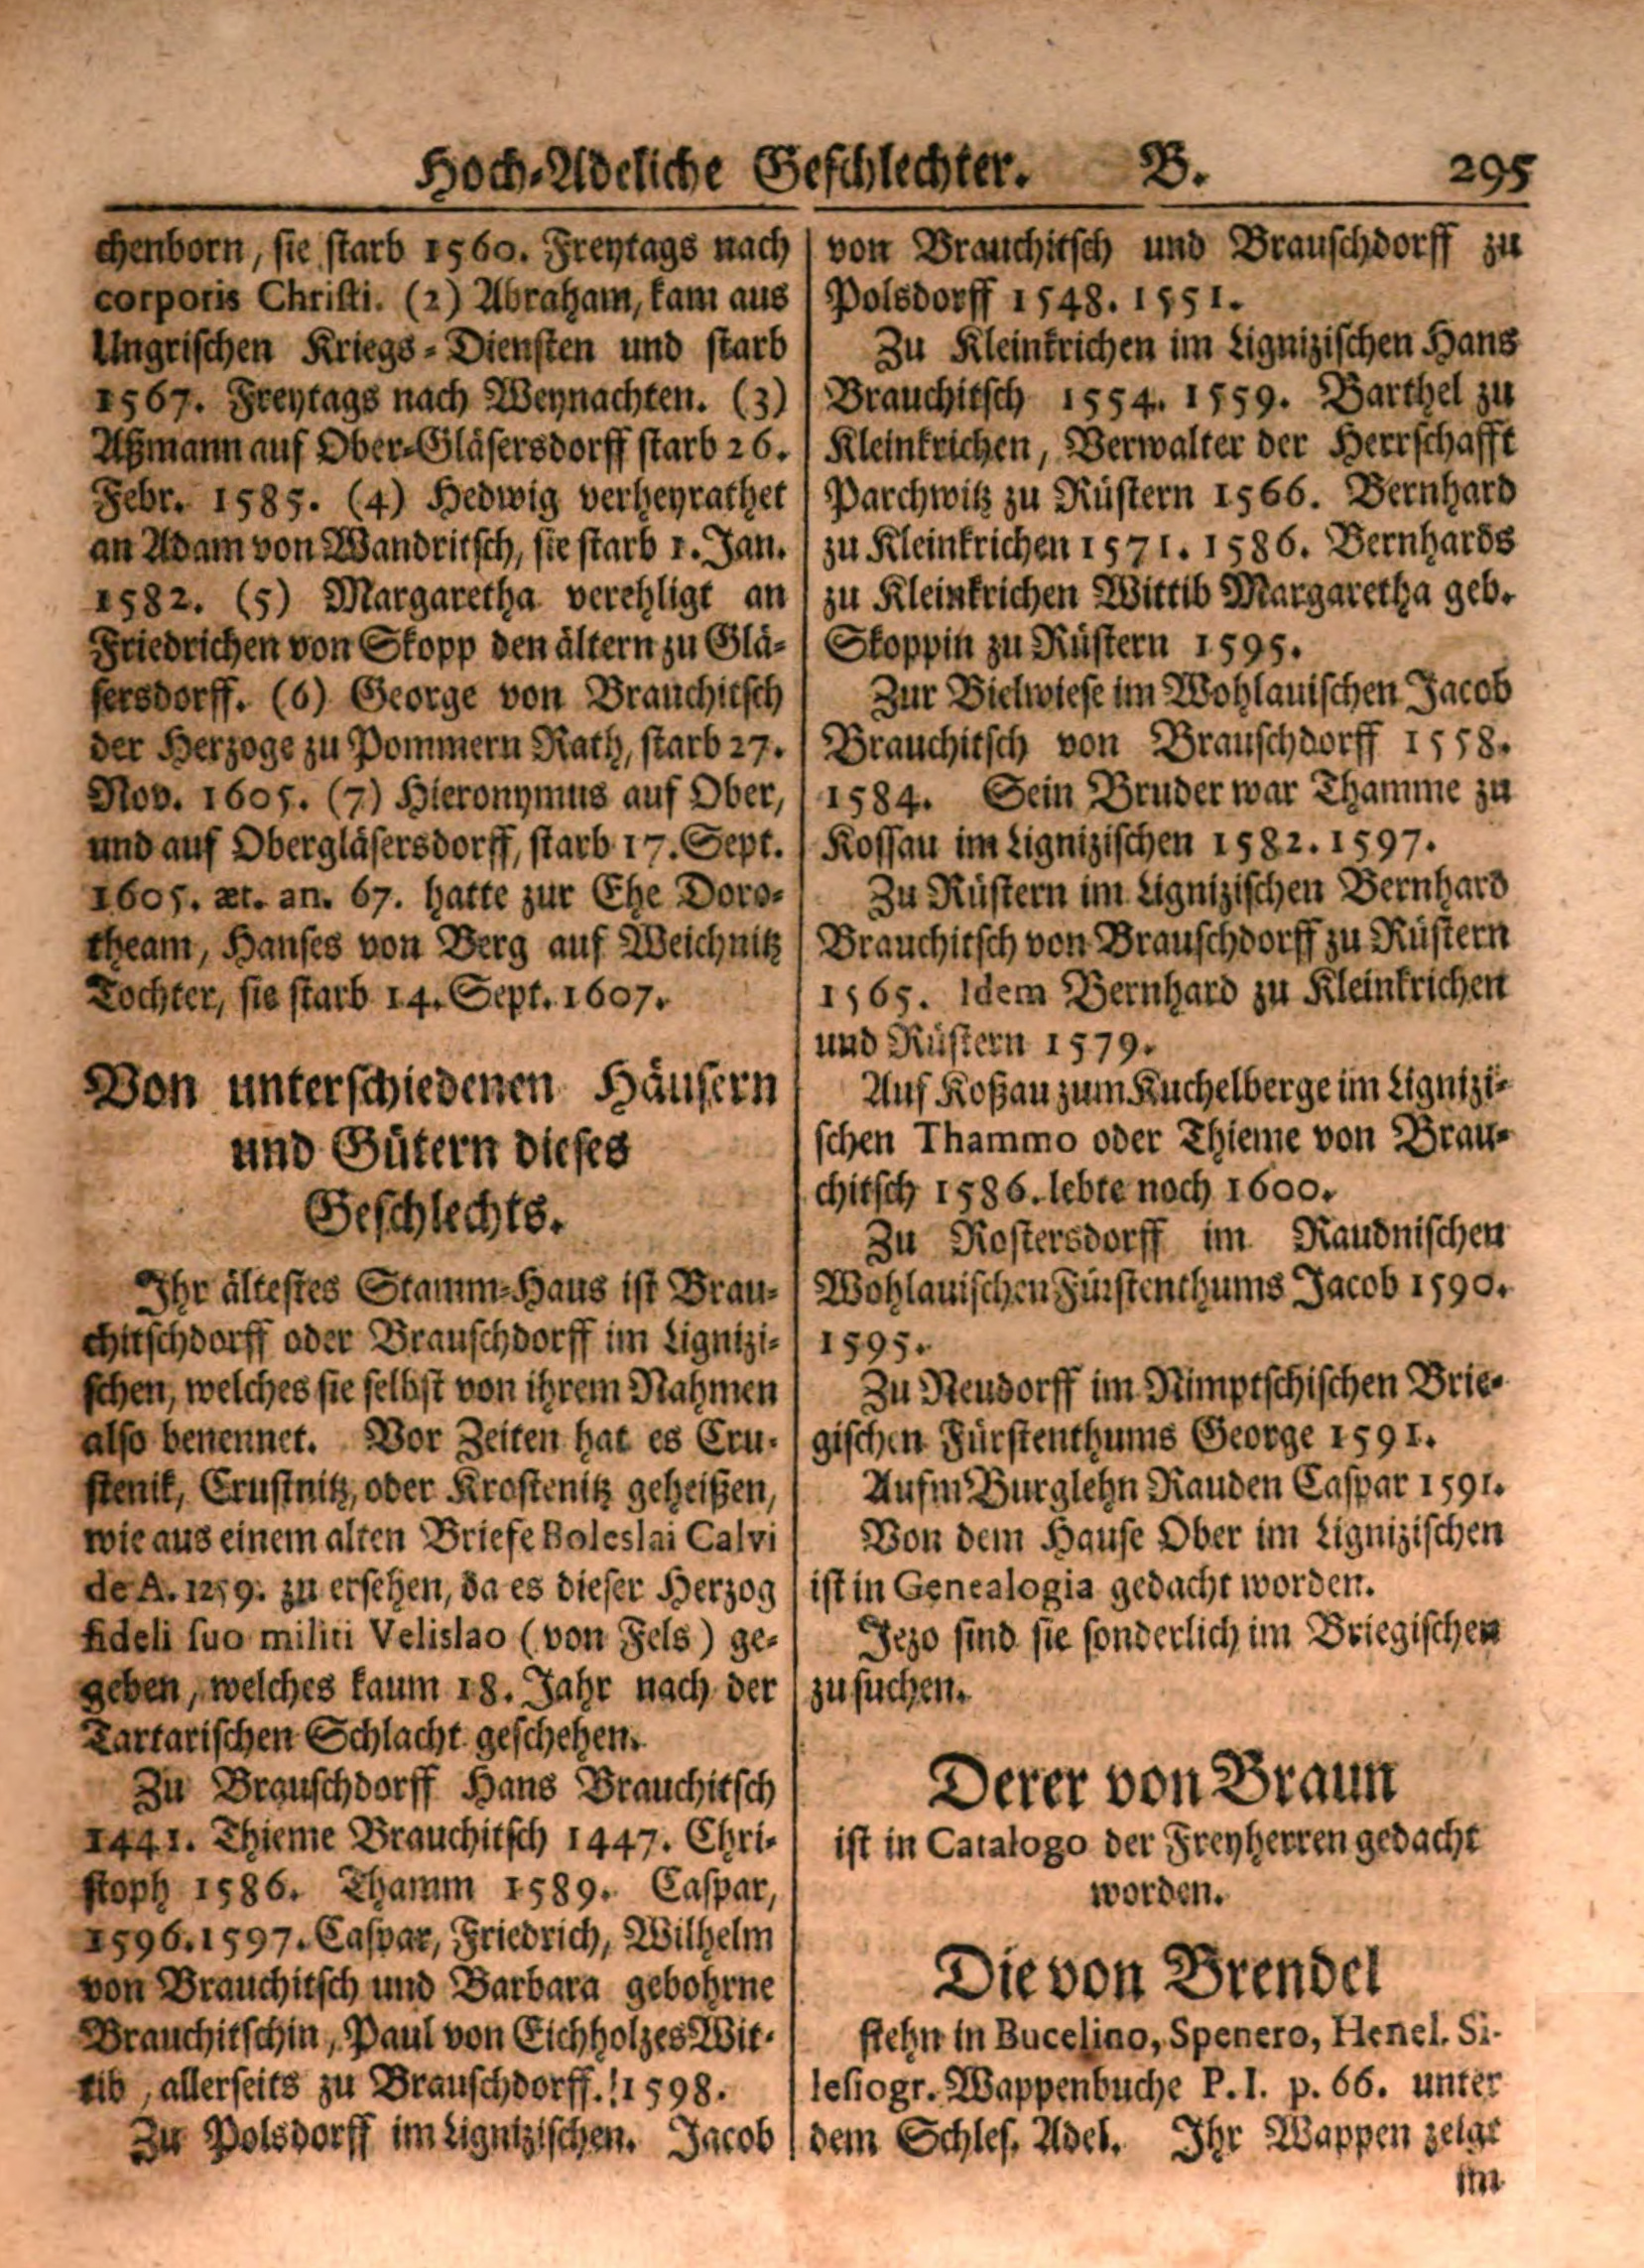 Hoch-Adeliche Geschlechter. B. 295
chenborn, sie starb 1560. Freytags nach
corporis Christi. (2) Abraham, kam aus
Ungrischen Kriegs-Diensten und starb
1567. Freytags nach Weynachten. (3)
Aßmann auf Ober-Gläsersdorff starb 26.
Febr. 1585. (4) Hedwig verheyrathet
an Adam von Wandritsch, sie starb 1. Jan.
1582. (5) Margaretha verehligt an
Friedrichen von Skopp den ältern zu Glä-
sersdorff. (6) George von Brauchitsch
der Herzoge zu Pommern Rath, starb 27.
Nov. 1605. (7) Hieronymus auf Ober,
und auf Obergläsersdorff, starb 17. Sept.
1605. æt. an. 67. hatte zur Ehe Doro-
theam, Hanses von Berg auf Weichnitz
Tochter, sie starb 14. Sept. 1607.
Von unterschiedenen Häusern
und Gütern dieses
Geschlechts.
Ihr ältestes Stamm-Haus ist Brau-
chitschdorff oder Brauschdorff im Lignizi-
schen, welches sie selbst von ihrem Nahmen
also benennet. Vor Zeiten hat es Cru-
stenik, Crustnitz, oder Krostenitz geheißen,
wie aus einem alten Briefe Boleslai Calvi
de A. 1259. zu ersehen, da es dieser Herzog
fideli suo militi Velislao (von Fels) ge-
geben, welches kaum 18. Jahr nach der
Tartarischen Schlacht geschehen.
Zu Brauschdorff Hans Brauchitsch
1441. Thieme Brauchitsch 1447. Chri-
stoph 1586. Thamm 1589. Caspar,
1596. 1597. Caspar, Friedrich, Wilhelm
von Brauchitsch und Barbara gebohrne
Brauchitschin, Paul von Eichholzes Wit-
tib, allerseits zu Brauschdorff. 1598.
Zu Polsdorff im Lignizischen. Jacob
von Brauchitsch und Brauschdorff zu
Polsdorff 1548. 1551.
Zu Kleinkrichen im Lignizischen Hans
Brauchitsch 1554. 1559. Barthel zu
Kleinkrichen, Verwalter der Herrschafft
Parchwitz zu Rüstern 1566. Bernhard
zu Kleinkrichen 1571. 1586. Bernhards
zu Kleinkrichen Wittib Margaretha geb.
Skoppin zu Rüstern 1595.
Zur Bielwiese im Wohlauischen Jacob
Brauchitsch von Brauschdorff 1558.
1584. Sein Bruder war Thamme zu
Kossau im Lignizischen 1582. 1597.
Zu Rüstern im Lignizischen Bernhard
Brauchitsch von Brauschdorff zu Rüstern
1565. Idem Bernhard zu Kleinkrichen
und Rüstern 1579.
Auf Koßau zum Kuchelberge im Lignizi-
schen Thammo oder Thieme von Brau-
chitsch 1586. lebte noch 1600.
Zu Rostersdorff im Raudnischen
Wohlauischen Fürstenthums Jacob 1590.
1595.
Zu Neudorff im Nimptschischen Brie-
gischen Fürstenthums George 1591.
Aufm Burglehn Rauden Caspar 1591.
Von dem Hause Ober im Lignizischen
ist in Genealogia gedacht worden.
Jezo sind sie sonderlich im Briegischen
zu suchen.
Derer von Braun
ist in Catalogo der Freyherren gedacht
worden.
Die von Brendel
stehn in Bucelino, Spenero, Henel. Si-
lesiogr. Wappenbuche P. I. p. 66. unter
dem Schles. Adel. Ihr Wappen zeigt
im